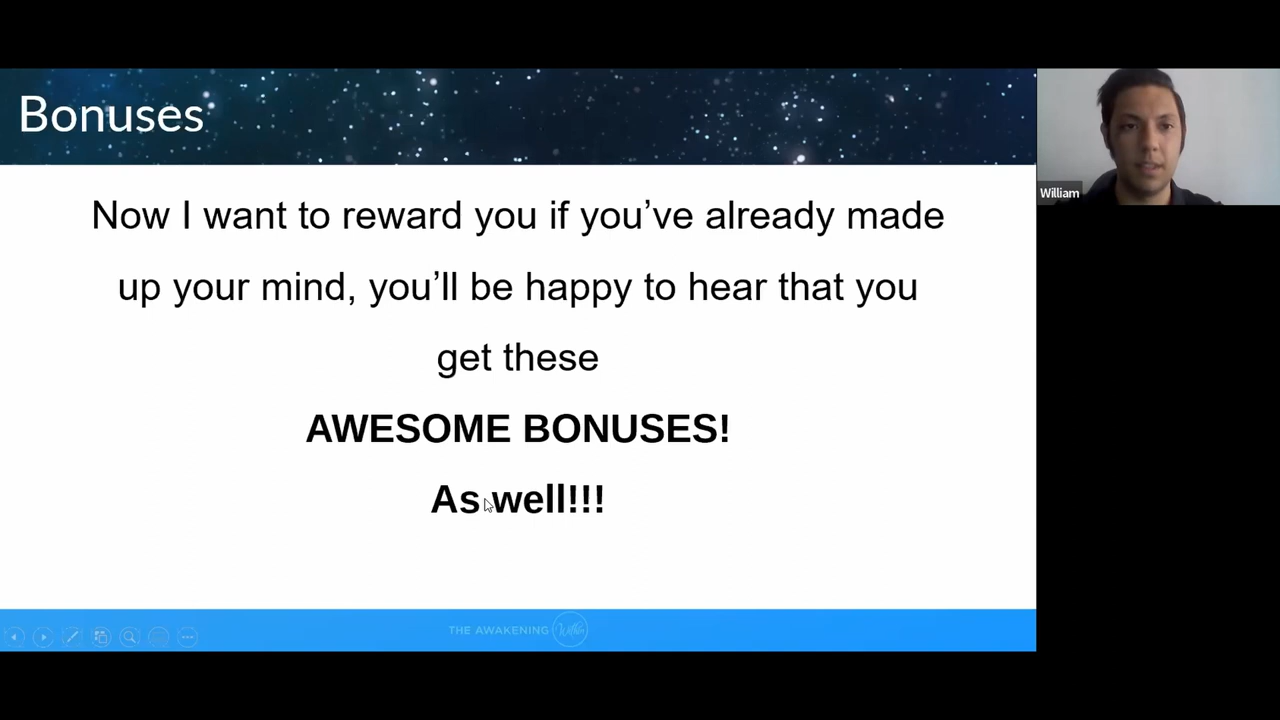 Bonuses
Now I want to reward you if you’ve already made
up your mind, you’ll be happy to hear that you
get these
AWESOME BONUSES!
As well!!!
William
THE AWAKENING Within